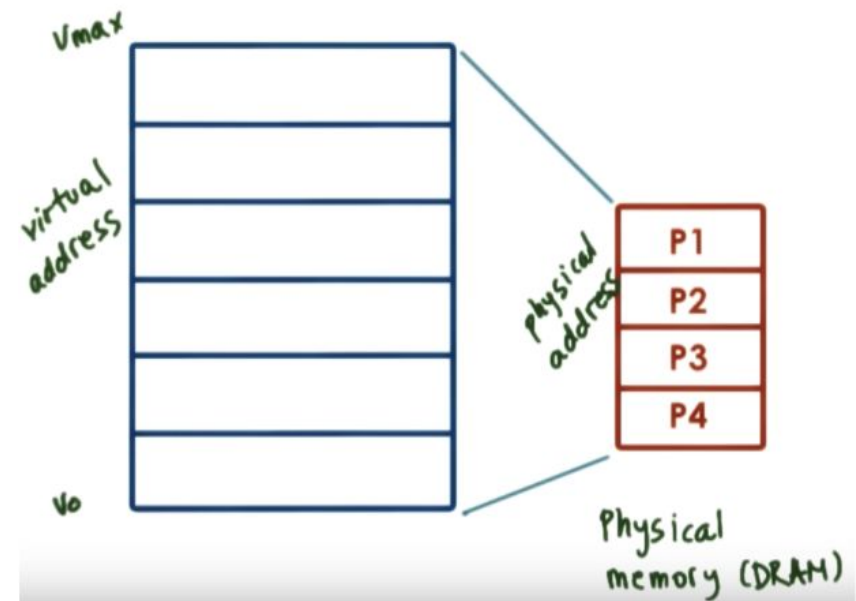 Vmax
virtual
address
Vo
physical
address
P1
P2
P3
P4
Physical
memory (DRAM)